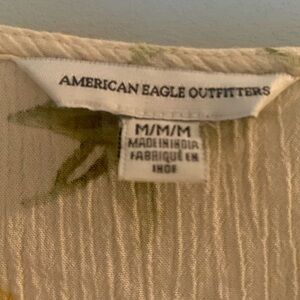 AMERICAN EAGLE OUTFITTERS
M/M/M
MADE IN INDIA
FABRIQUÉ EN
INDE